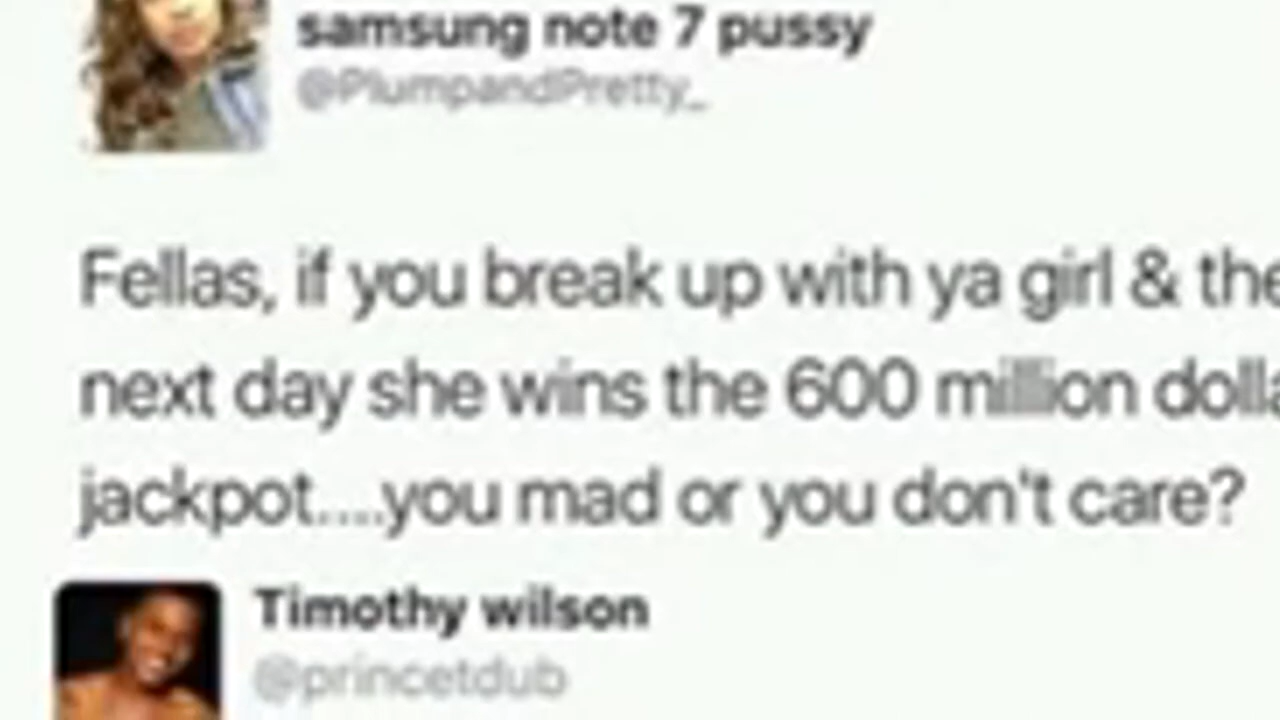 samsung note 7 pussy
@PlumpandPretty_
Fellas, if you break up with ya girl & the
next day she wins the 600 million dolla
jackpot....you mad or you don't care?
Timothy wilson
@princetdub